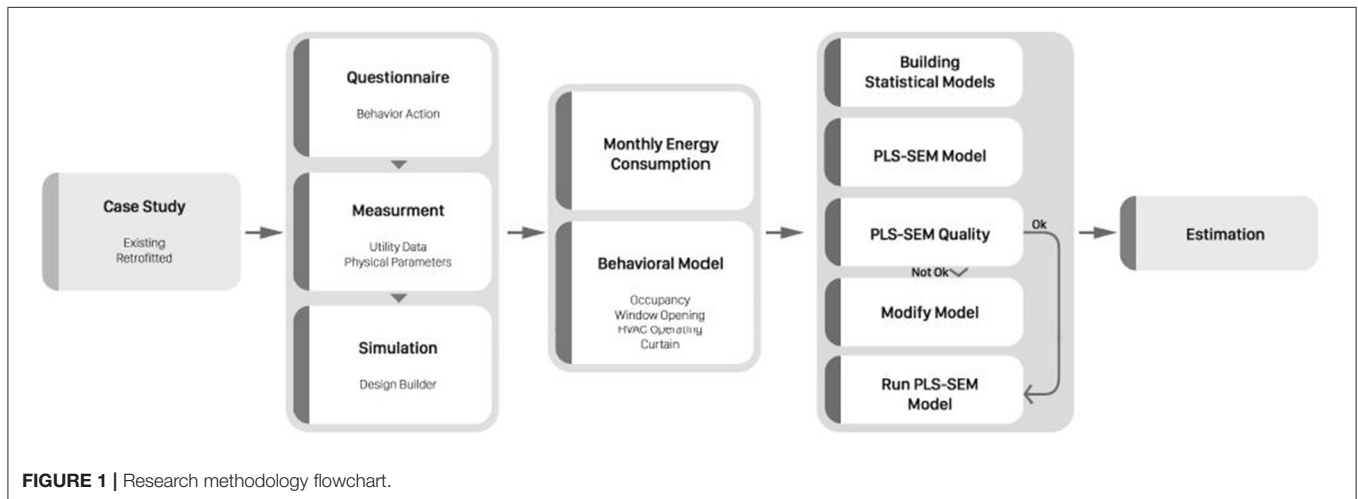 Case Study
Existing
Retrofitted
Questionnaire
Behavior Action
Measurment
Utility Data
Physical Parameters
Simulation
Design Builder
Monthly Energy
Consumption
Behavioral Model
Occupancy
Window Opening
HVAC Operating
Curtain
Building
Statistical Models
PLS-SEM Model
PLS-SEM Quality
Ok
Not Ok
Modify Model
Run PLS-SEM
Model
Estimation
FIGURE 1 | Research methodology flowchart.